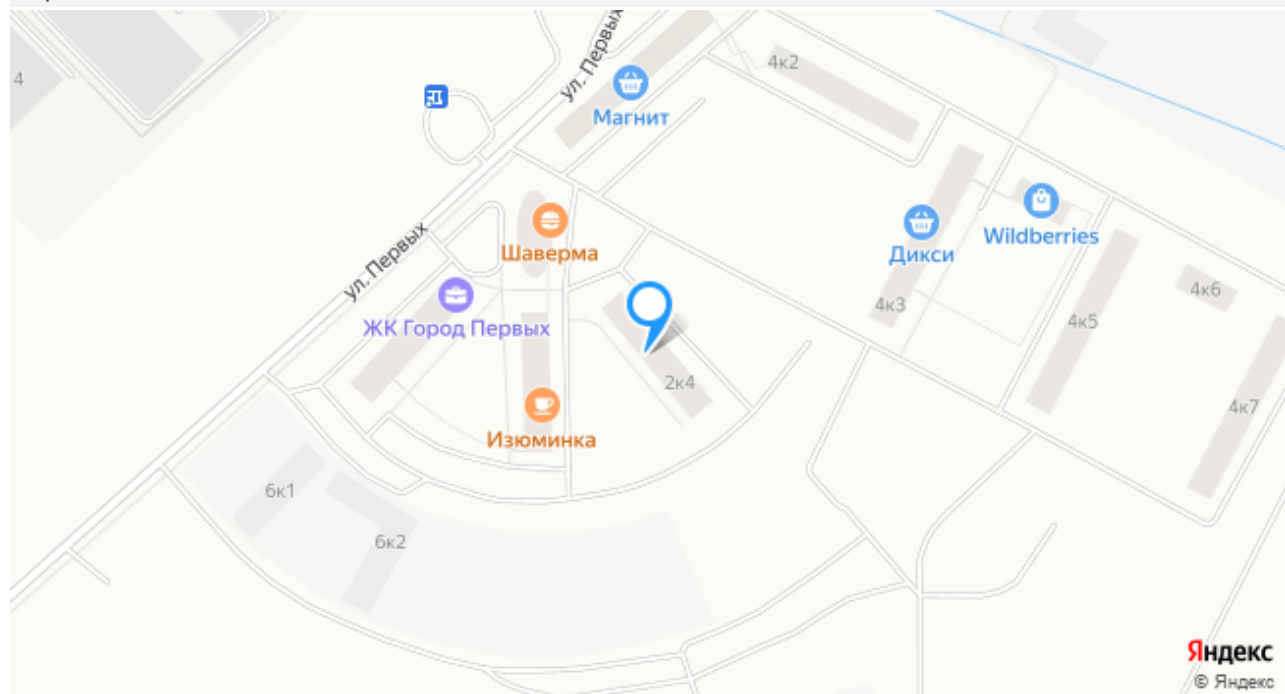 4
ул. Первых
4к2
Магнит
Шаверма
Wildberries
Дикси
ул. Первых
ЖК Город Первых
4к3
4к5
4к6
2к4
4к7
Изюминка
6к1
6к2
Яндекс
© Яндекс